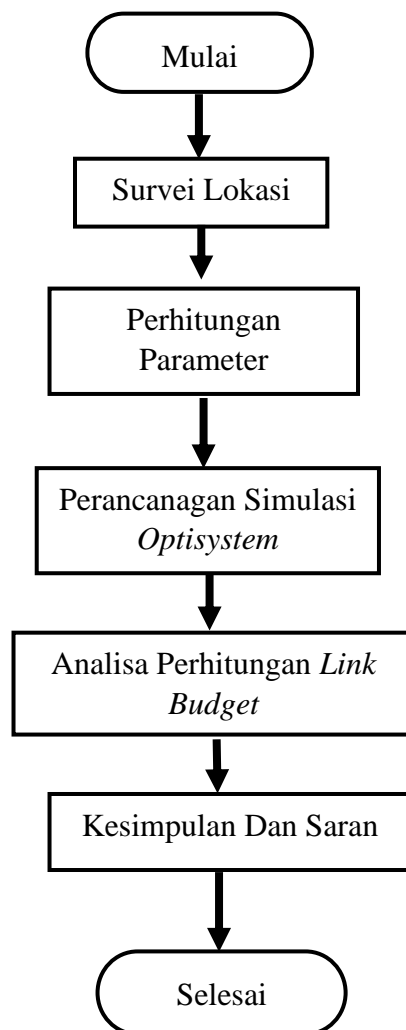 Mulai
Survei Lokasi
Perhitungan
Parameter
Perancanagan Simulasi
Optisystem
Analisa Perhitungan Link
Budget
Kesimpulan Dan Saran
Selesai